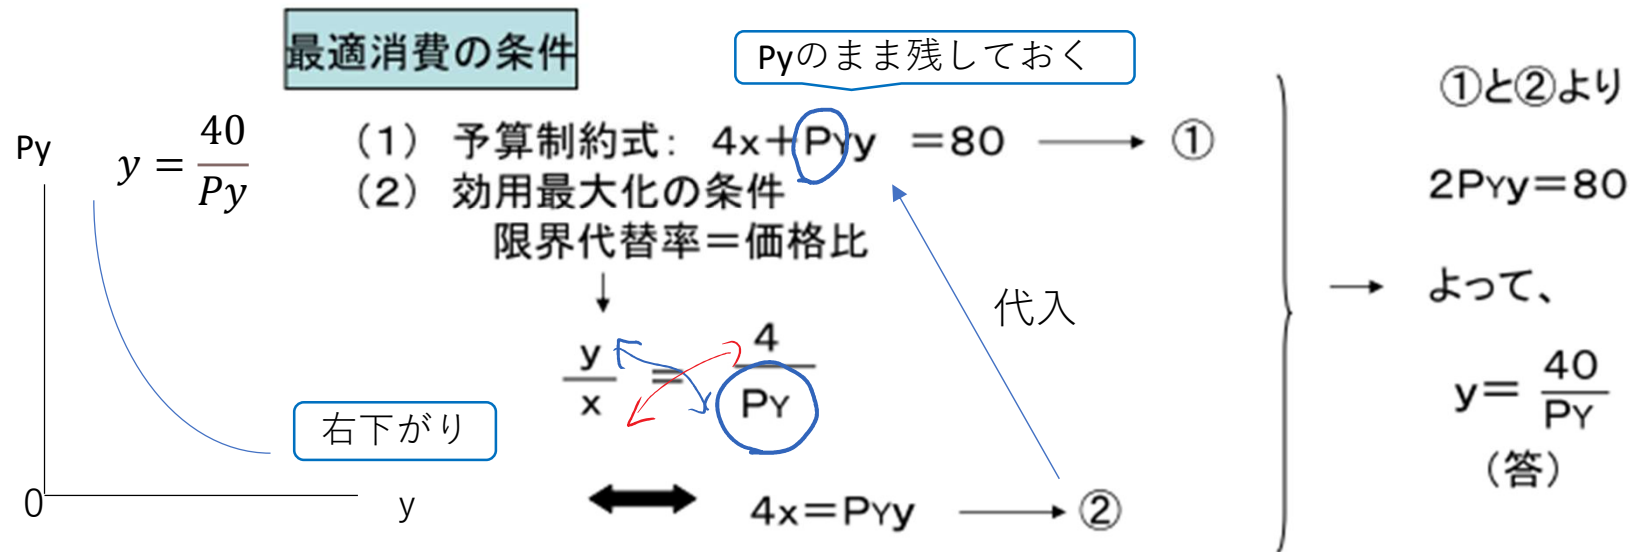 最適消費の条件
Pyのまま残しておく
(1) 予算制約式: 4x+PYy =80 → ①
(2) 効用最大化の条件
限界代替率=価格比
↓
y/x = 4/PY
4x=PYy → ②
代入
Py
y = 40/Py
右下がり
0
y
①と②より
2PYy=80
よって、
y= 40/PY
(答)